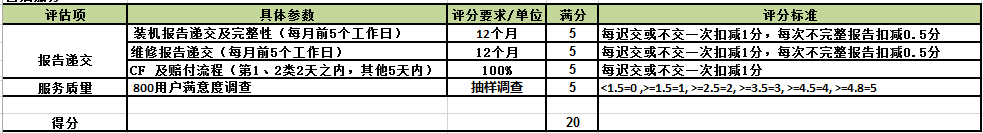 评估项 具体参数 评分要求/单位 满分 评分标准
装机报告递交及完整性（每月前5个工作日） 12个月 5 每迟交或不交一次扣减1分，每次不完整报告扣减0.5分
报告递交 维修报告递交（每月前5个工作日） 12个月 5 每迟交或不交一次扣减1分，每次不完整报告扣减0.5分
CF 及赔付流程（第1、2类2天之内，其他5天内） 100% 5 每迟交或不交一次扣减1分
服务质量 800用户满意度调查 抽样调查 5 <1.5=0 ,>=1.5=1, >=2.5=2, >=3.5=3, >=4.5=4, >=4.8=5
得分 20